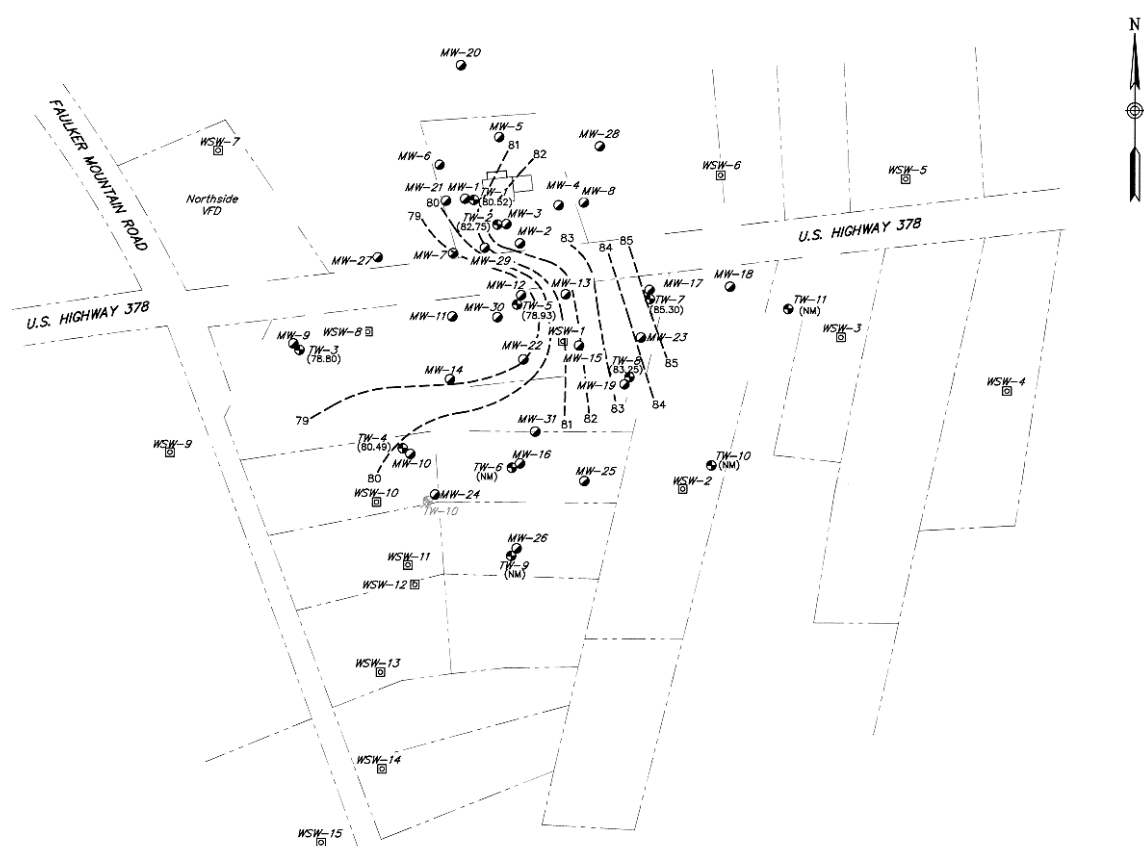 N
MW-20
FAULKER MOUNTAIN ROAD
WSW-7
MW-5
81
MW-28
82
MW-6
WSW-6
WSW-5
Northside
VFD
MW-21
MW-1
TW-1
(80.52)
MW-4
MW-8
80
79
TW-2
(82.75)
MW-3
MW-2
83
84
85
U.S. HIGHWAY 378
MW-27
MW-7
MW-29
MW-12
MW-13
MW-17
MW-18
TW-7
(85.30)
TW-11
(NM)
U.S. HIGHWAY 378
MW-11
MW-30
TW-5
(78.93)
WSW-8
WSW-1
MW-9
TW-3
(78.80)
MW-23
WSW-3
MW-22
MW-15
TW-8
(83.25)
85
MW-14
MW-19
WSW-4
79
81
82
83
84
MW-31
WSW-9
TW-4
(80.49)
MW-10
MW-16
TW-6
(NM)
TW-10
(NM)
80
MW-25
WSW-2
WSW-10
MW-24
TW-10
MW-26
TW-9
(NM)
WSW-11
WSW-12
WSW-13
WSW-14
WSW-15